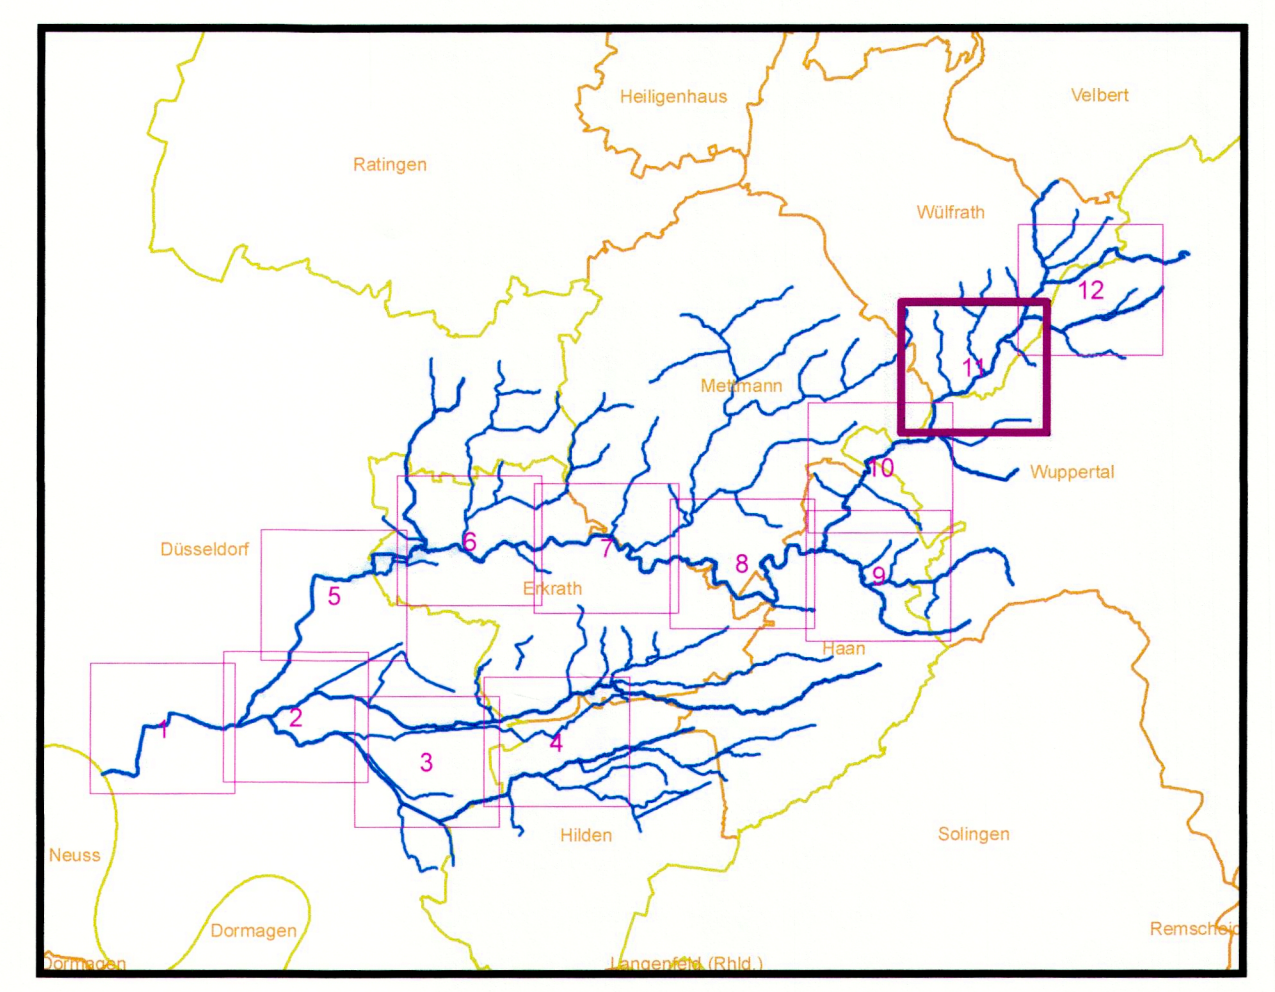 Heiligenhaus
Velbert
Ratingen
Wülfrath
12
11
Mettmann
10
Wuppertal
Düsseldorf
6
7
8
9
5
Erkrath
Haan
1
2
3
4
Hilden
Solingen
Neuss
Dormagen
Remscheid
Dormagen
Langenfeld (Rhld.)